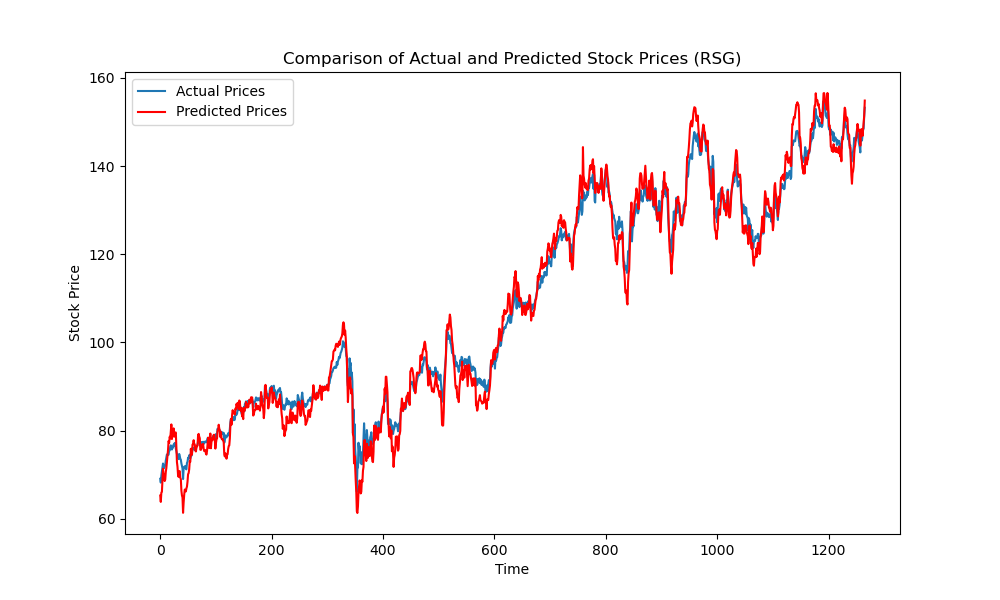 Comparison of Actual and Predicted Stock Prices (RSG)
Actual Prices
Predicted Prices
Stock Price
160
140
120
100
80
60
0 200 400 600 800 1000 1200
Time